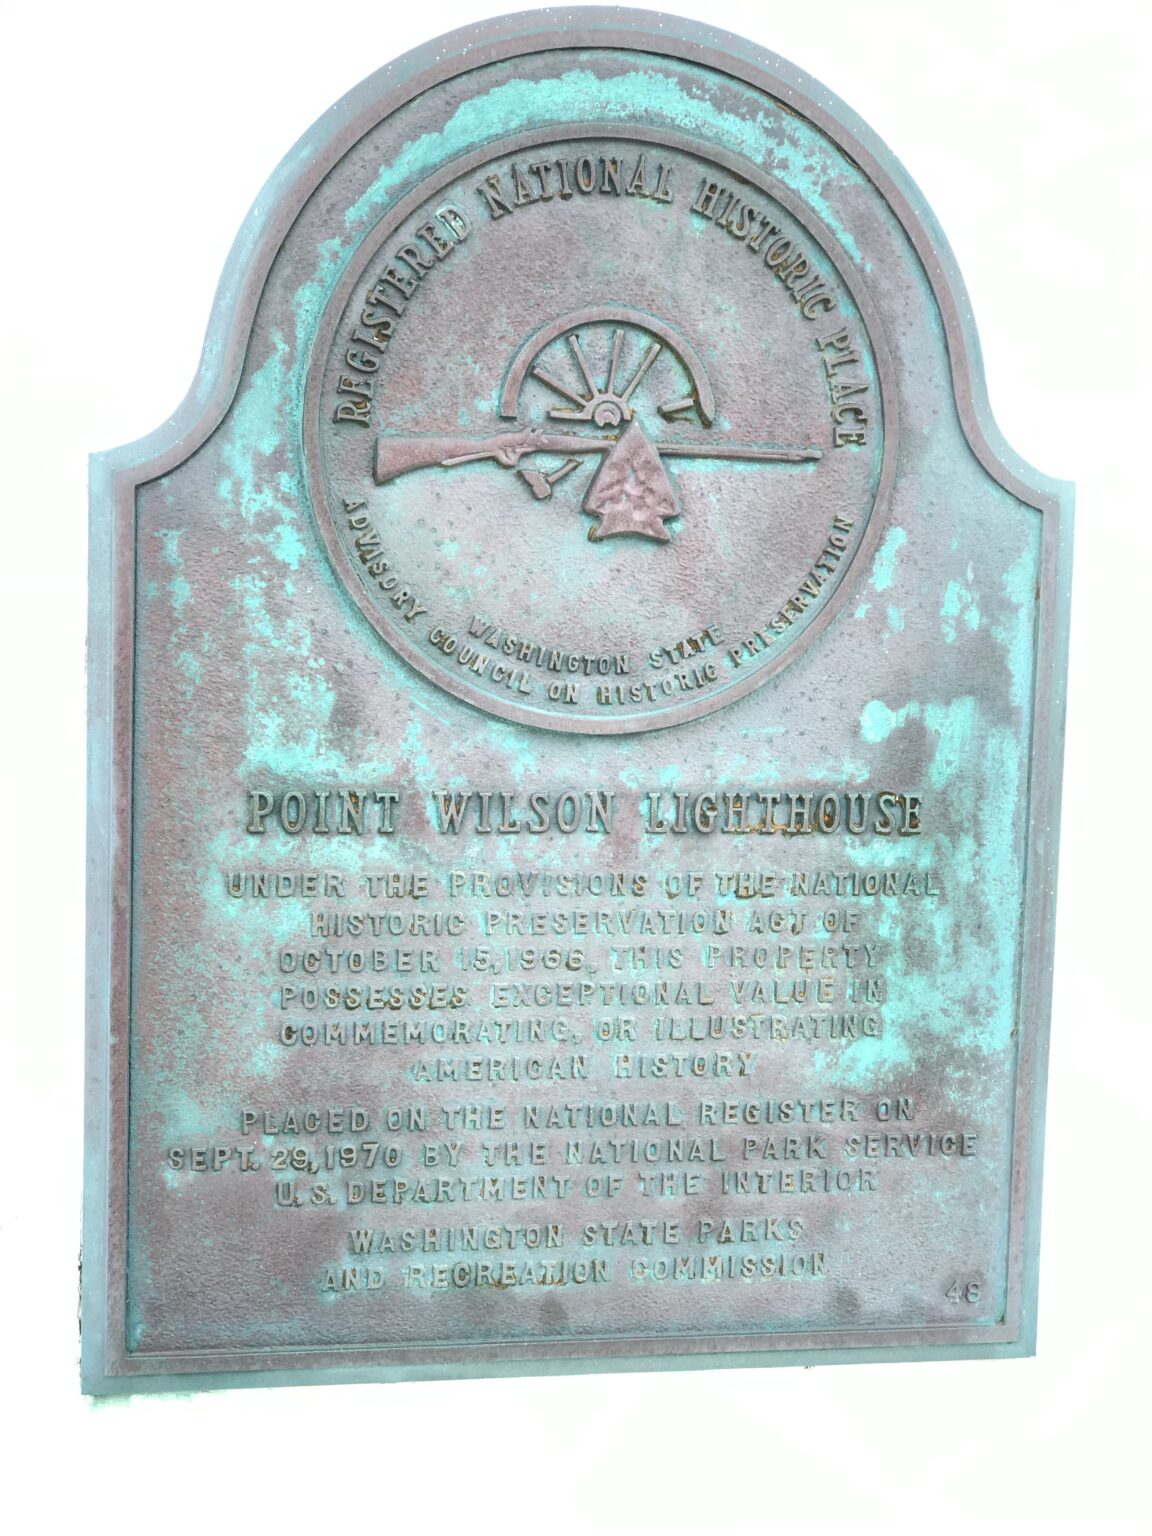 REGISTERED NATIONAL HISTORIC PLACE
WASHINGTON STATE
ADVISORY COUNCIL ON HISTORIC PRESERVATION
POINT WILSON LIGHTHOUSE
UNDER THE PROVISIONS OF THE NATIONAL
HISTORIC PRESERVATION ACT OF
OCTOBER 15, 1966, THIS PROPERTY
POSSESSES EXCEPTIONAL VALUE IN
COMMEMORATING, OR ILLUSTRATING
AMERICAN HISTORY
PLACED ON THE NATIONAL REGISTER ON
SEPT. 29, 1970 BY THE NATIONAL PARK SERVICE
U.S. DEPARTMENT OF THE INTERIOR
WASHINGTON STATE PARKS
AND RECREATION COMMISSION
48